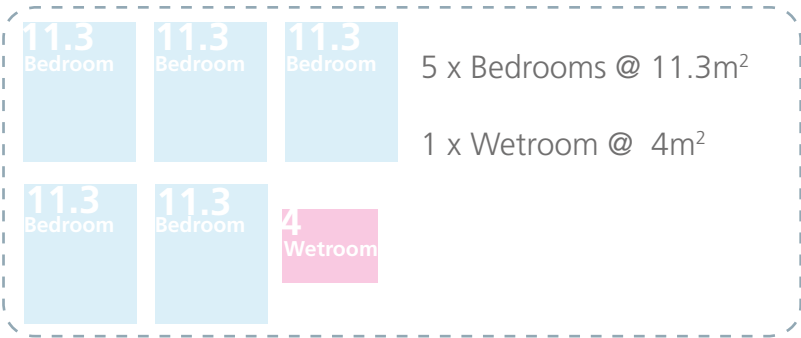 11.3 11.3 11.3
Bedroom Bedroom Bedroom
5 x Bedrooms @ 11.3m²
1 x Wetroom @ 4m²
11.3 11.3
Bedroom Bedroom
4
Wetroom